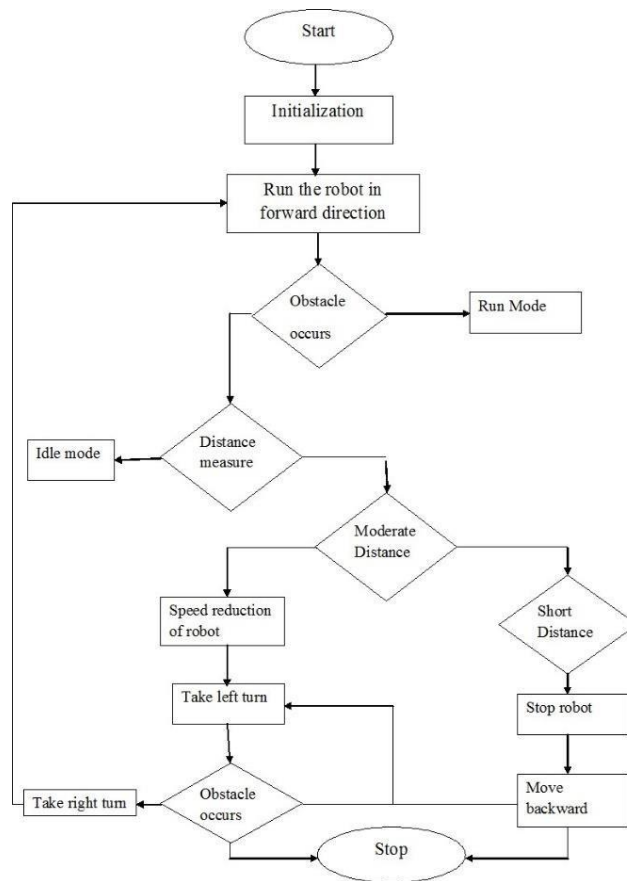 Start
Initialization
Run the robot in
forward direction
Obstacle
occurs
Run Mode
Distance
measure
Idle mode
Moderate
Distance
Speed reduction
of robot
Short
Distance
Take left turn
Stop robot
Take right turn
Obstacle
occurs
Move
backward
Stop